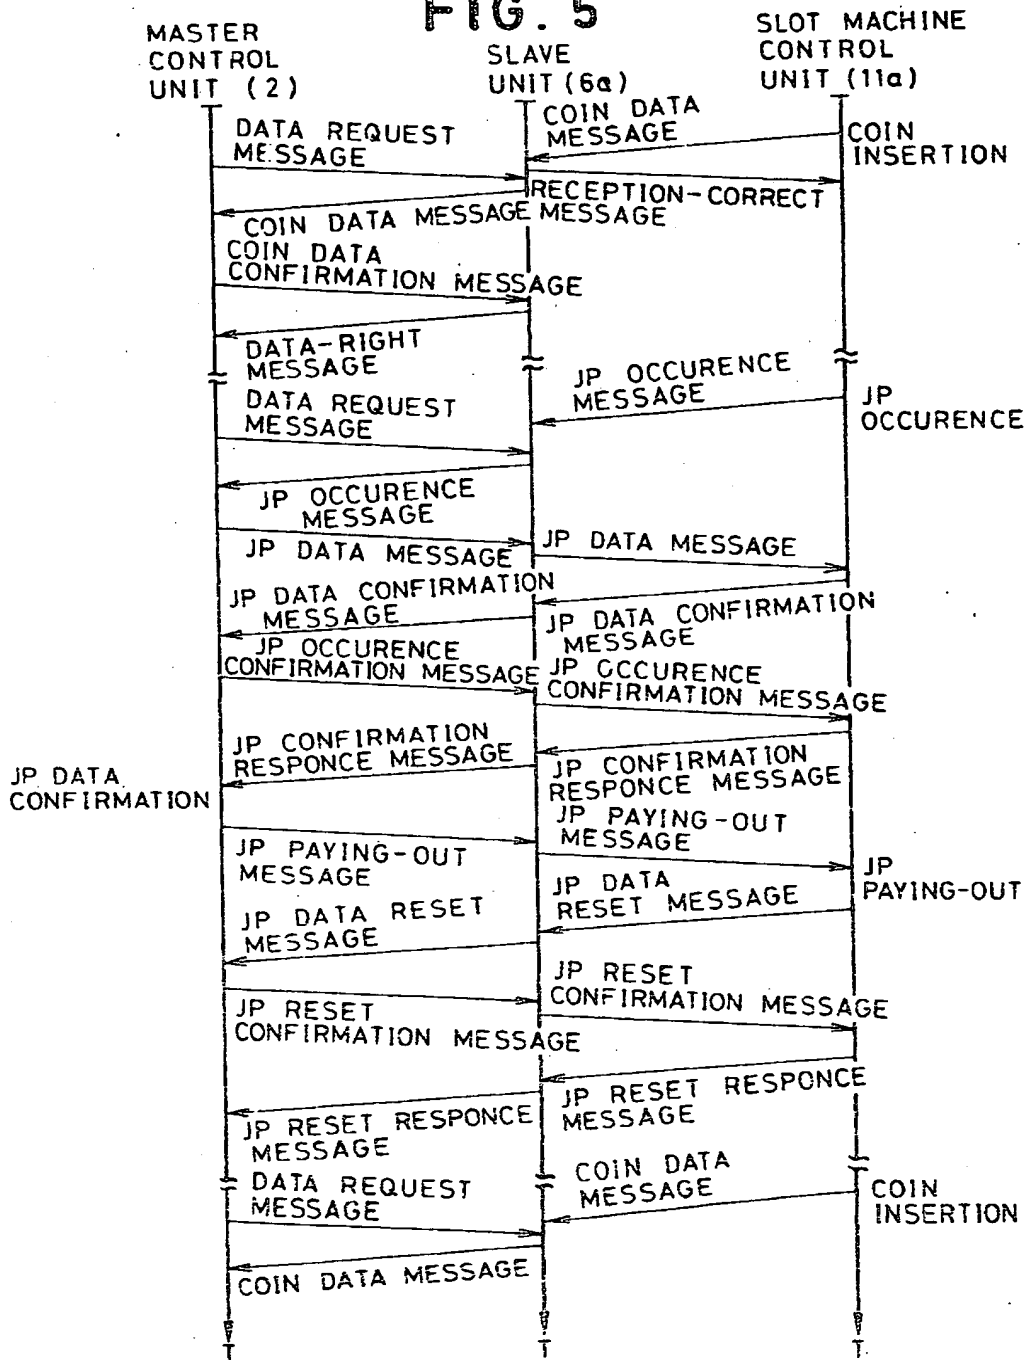 FIG. 5
MASTER
CONTROL
UNIT (2)
SLAVE
UNIT (6a)
SLOT MACHINE
CONTROL
UNIT (11a)
COIN DATA
MESSAGE
COIN
INSERTION
DATA REQUEST
MESSAGE
RECEPTION-CORRECT
MESSAGE
COIN DATA MESSAGE
COIN DATA
CONFIRMATION MESSAGE
DATA-RIGHT
MESSAGE
JP OCCURENCE
MESSAGE
JP
OCCURENCE
DATA REQUEST
MESSAGE
JP OCCURENCE
MESSAGE
JP DATA MESSAGE
JP DATA MESSAGE
JP DATA CONFIRMATION
MESSAGE
JP DATA CONFIRMATION
MESSAGE
JP OCCURENCE
CONFIRMATION MESSAGE
JP OCCURENCE
CONFIRMATION MESSAGE
JP CONFIRMATION
RESPONCE MESSAGE
JP CONFIRMATION
RESPONCE MESSAGE
JP DATA
CONFIRMATION
JP PAYING-OUT
MESSAGE
JP PAYING-OUT
MESSAGE
JP
PAYING-OUT
JP DATA
RESET MESSAGE
JP DATA RESET
MESSAGE
JP RESET
CONFIRMATION MESSAGE
JP RESET
CONFIRMATION MESSAGE
JP RESET RESPONCE
MESSAGE
JP RESET RESPONCE
MESSAGE
COIN DATA
MESSAGE
COIN
INSERTION
DATA REQUEST
MESSAGE
COIN DATA MESSAGE
T
T
T